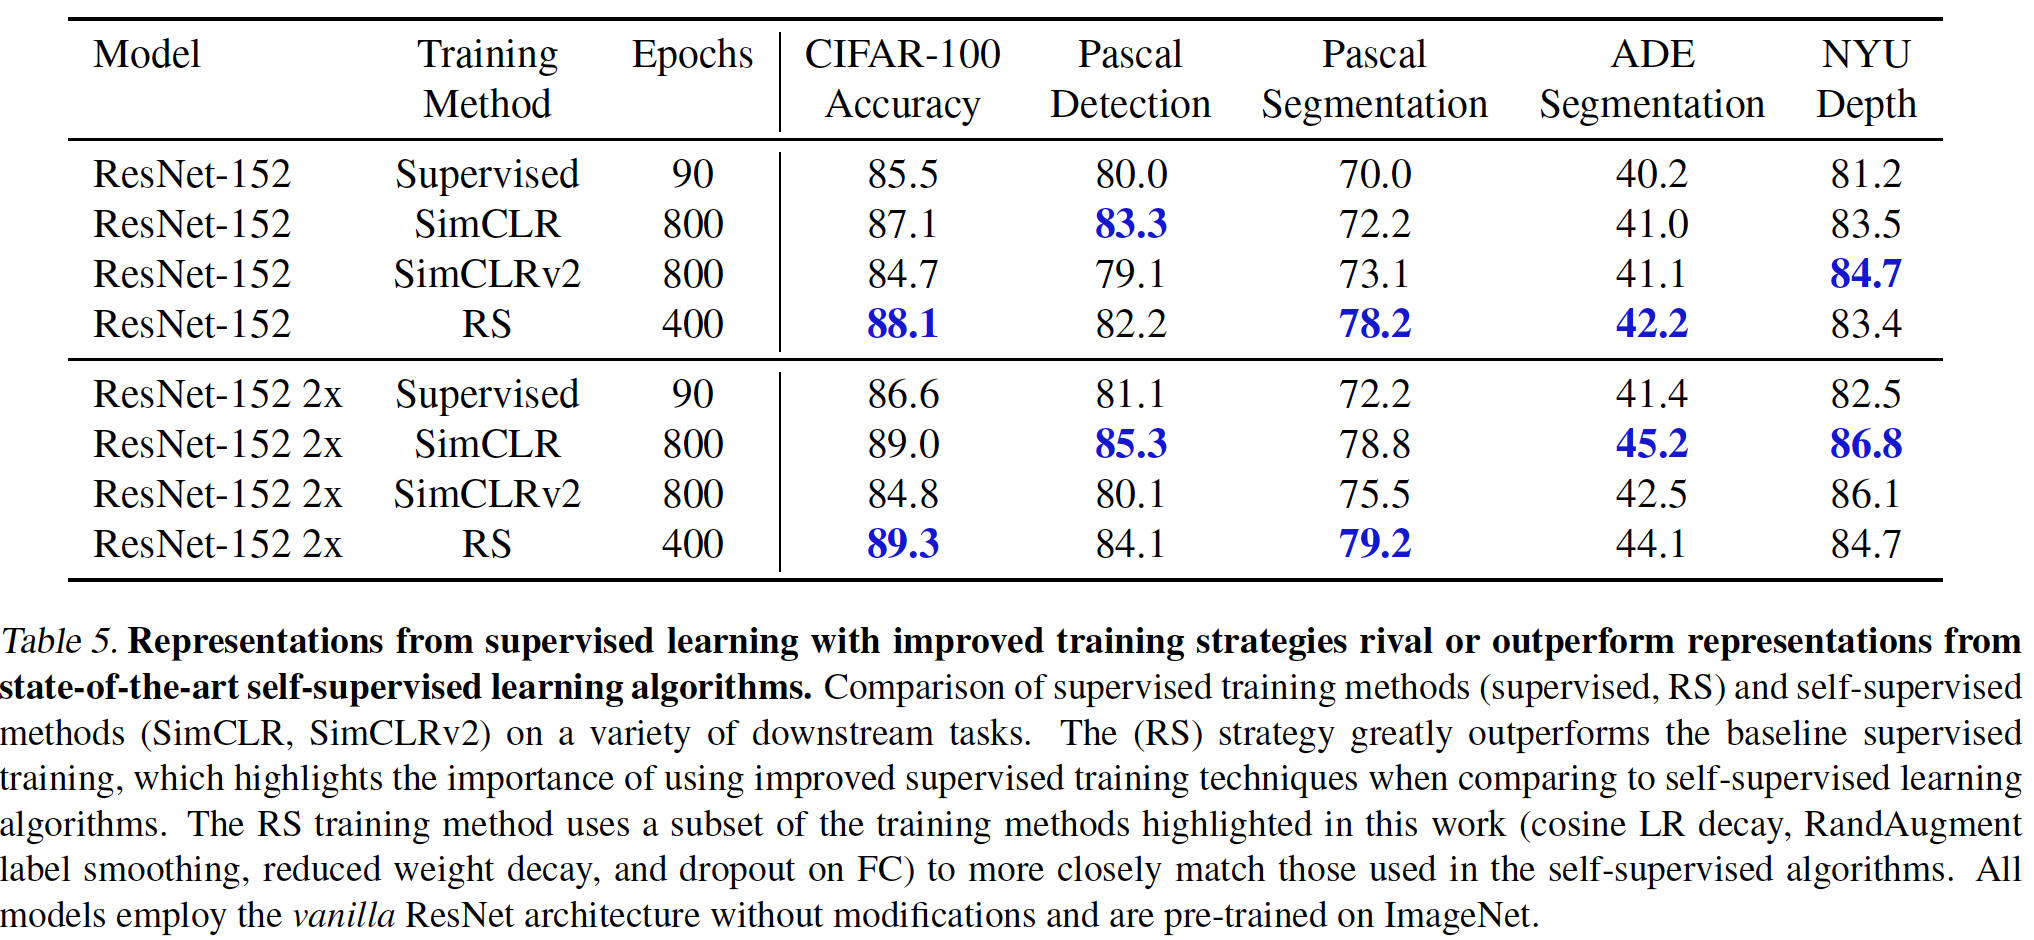 Model Training Epochs CIFAR-100 Pascal Pascal ADE NYU
Method Accuracy Detection Segmentation Segmentation Depth
ResNet-152 Supervised 90 85.5 80.0 70.0 40.2 81.2
ResNet-152 SimCLR 800 87.1 83.3 72.2 41.0 83.5
ResNet-152 SimCLRv2 800 84.7 79.1 73.1 41.1 84.7
ResNet-152 RS 400 88.1 82.2 78.2 42.2 83.4
ResNet-152 2x Supervised 90 86.6 81.1 72.2 41.4 82.5
ResNet-152 2x SimCLR 800 89.0 85.3 78.8 45.2 86.8
ResNet-152 2x SimCLRv2 800 84.8 80.1 75.5 42.5 86.1
ResNet-152 2x RS 400 89.3 84.1 79.2 44.1 84.7
Table 5. Representations from supervised learning with improved training strategies rival or outperform representations from
state-of-the-art self-supervised learning algorithms. Comparison of supervised training methods (supervised, RS) and self-supervised
methods (SimCLR, SimCLRv2) on a variety of downstream tasks. The (RS) strategy greatly outperforms the baseline supervised
training, which highlights the importance of using improved supervised training techniques when comparing to self-supervised learning
algorithms. The RS training method uses a subset of the training methods highlighted in this work (cosine LR decay, RandAugment
label smoothing, reduced weight decay, and dropout on FC) to more closely match those used in the self-supervised algorithms. All
models employ the vanilla ResNet architecture without modifications and are pre-trained on ImageNet.